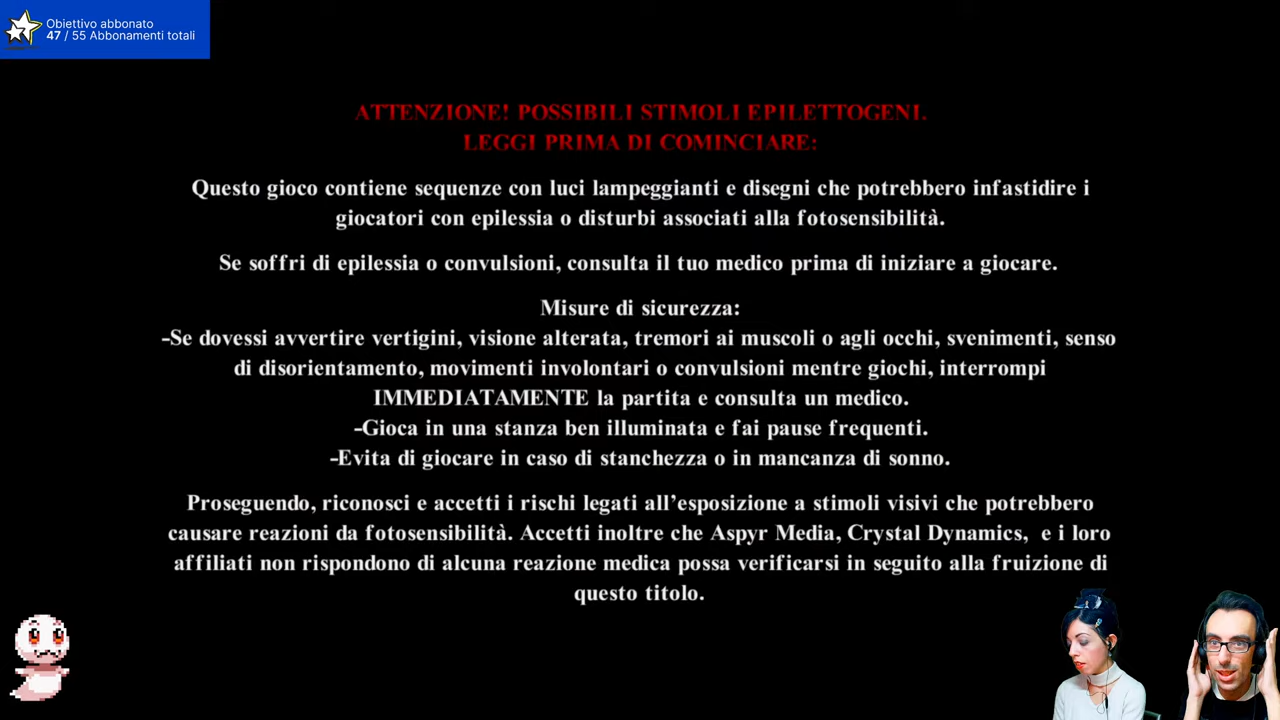 Obiettivo abbonato
47 / 55 Abbonamenti totali
ATTENZIONE! POSSIBILI STIMOLI EPILETTOGENI.
LEGGI PRIMA DI COMINCIARE:
Questo gioco contiene sequenze con luci lampeggianti e disegni che potrebbero infastidire i
giocatori con epilessia o disturbi associati alla fotosensibilità.
Se soffri di epilessia o convulsioni, consulta il tuo medico prima di iniziare a giocare.
Misure di sicurezza:
-Se dovessi avvertire vertigini, visione alterata, tremori ai muscoli o agli occhi, svenimenti, senso
di disorientamento, movimenti involontari o convulsioni mentre giochi, interrompi
IMMEDIATAMENTE la partita e consulta un medico.
-Gioca in una stanza ben illuminata e fai pause frequenti.
-Evita di giocare in caso di stanchezza o in mancanza di sonno.
Proseguendo, riconosci e accetti i rischi legati all’esposizione a stimoli visivi che potrebbero
causare reazioni da fotosensibilità. Accetti inoltre che Aspyr Media, Crystal Dynamics, e i loro
affiliati non rispondono di alcuna reazione medica possa verificarsi in seguito alla fruizione di
questo titolo.